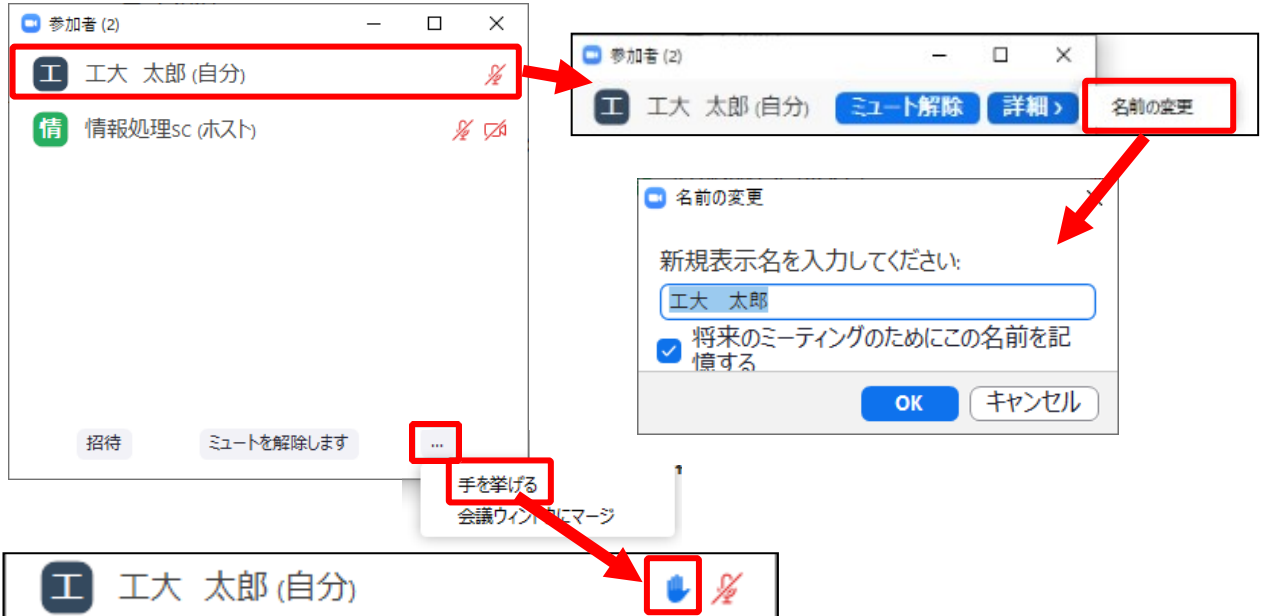 参加者 (2)
工 工大 太郎 (自分)
情 情報処理sc (ホスト)
招待 ミュートを解除します ...
手を挙げる
会議ウィンドウにマージ
参加者 (2)
工 工大 太郎 (自分) ミュート解除 詳細 › 名前の変更
名前の変更
新規表示名を入力してください:
工大 太郎
将来のミーティングのためにこの名前を記
憶する
OK キャンセル
工 工大 太郎 (自分)